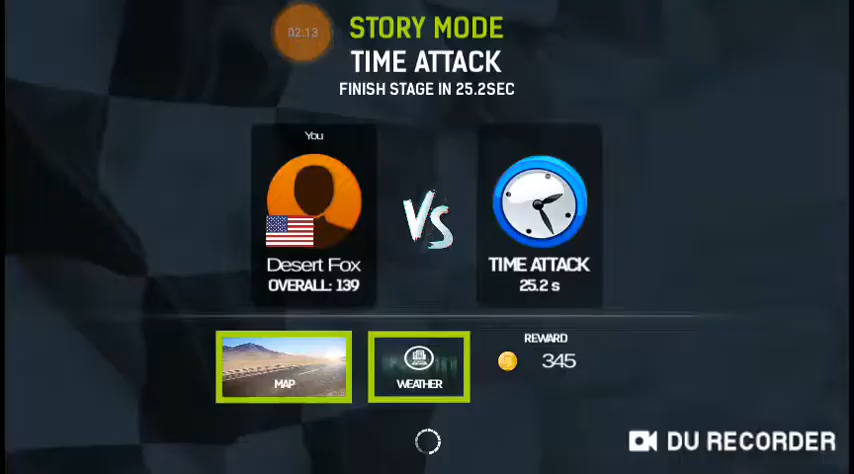 02:13
STORY MODE
TIME ATTACK
FINISH STAGE IN 25.2SEC
You
Desert Fox
OVERALL: 139
VS
TIME ATTACK
25.2 s
MAP
WEATHER
REWARD
345
DU RECORDER